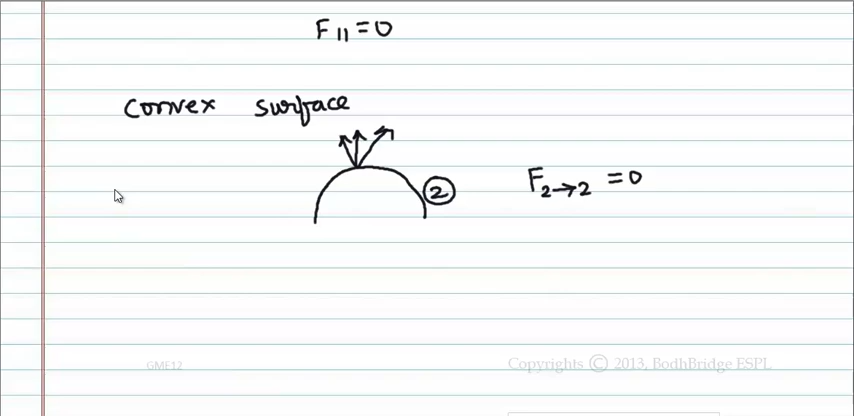 F11 = 0
convex surface
2
F2→2 = 0
GME12
Copyrights © 2013, BodhBridge ESPL